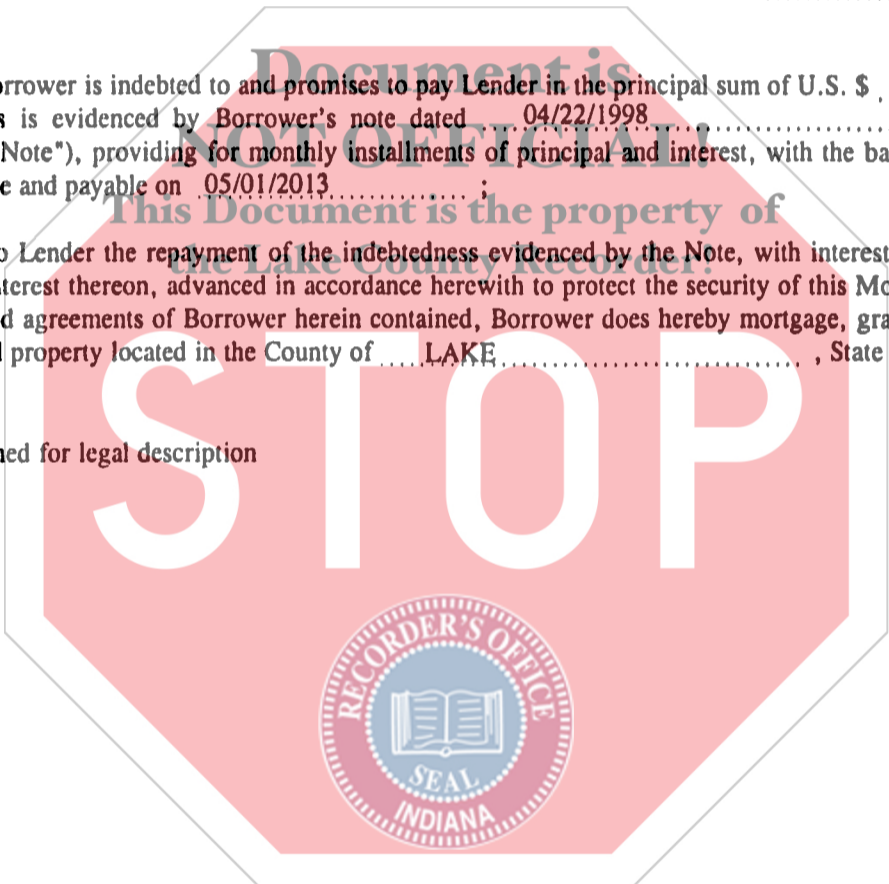 Document is
orrower is indebted to and promises to pay Lender in the principal sum of U.S. $
s is evidenced by Borrower's note dated 04/22/1998
NOT OFFICIAL!
Note"), providing for monthly installments of principal and interest, with the ba
e and payable on 05/01/2013 ;
This Document is the property of
o Lender the repayment of the indebtedness evidenced by the Note, with interest
the Lake County Recorder!
terest thereon, advanced in accordance herewith to protect the security of this Mo
d agreements of Borrower herein contained, Borrower does hereby mortgage, gra
l property located in the County of LAKE , State
STOP
ned for legal description
RECORDER'S OFFICE
SEAL
INDIANA